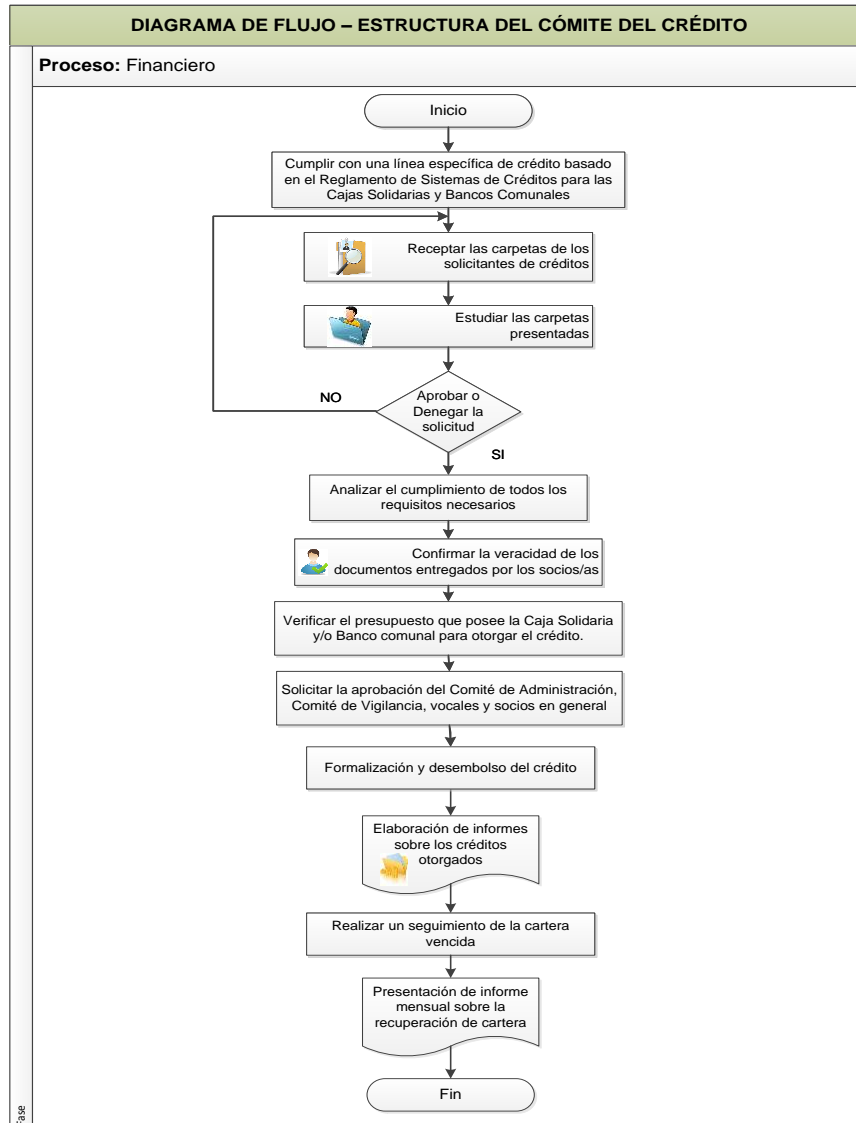 DIAGRAMA DE FLUJO – ESTRUCTURA DEL CÓMITE DEL CRÉDITO
Proceso: Financiero
Inicio
Cumplir con una línea específica de crédito basado
en el Reglamento de Sistemas de Créditos para las
Cajas Solidarias y Bancos Comunales
Receptar las carpetas de los
solicitantes de créditos
Estudiar las carpetas
presentadas
Aprobar o
Denegar la
solicitud
NO
SI
Analizar el cumplimiento de todos los
requisitos necesarios
Confirmar la veracidad de los
documentos entregados por los socios/as
Verificar el presupuesto que posee la Caja Solidaria
y/o Banco comunal para otorgar el crédito.
Solicitar la aprobación del Comité de Administración,
Comité de Vigilancia, vocales y socios en general
Formalización y desembolso del crédito
Elaboración de informes
sobre los créditos
otorgados
Realizar un seguimiento de la cartera
vencida
Presentación de informe
mensual sobre la
recuperación de cartera
Fin
Fase